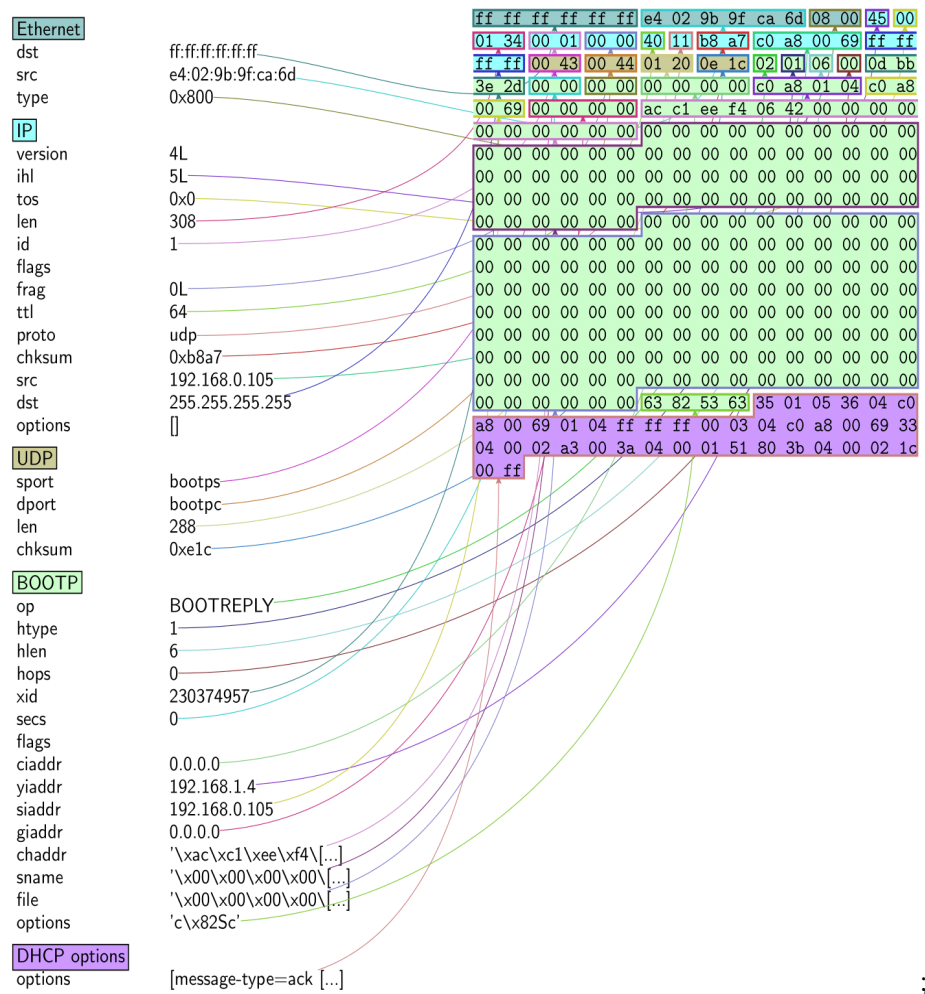 Ethernet
dst ff:ff:ff:ff:ff:ff
src e4:02:9b:9f:ca:6d
type 0x800
IP
version 4L
ihl 5L
tos 0x0
len 308
id 1
flags
frag 0L
ttl 64
proto udp
chksum 0xb8a7
src 192.168.0.105
dst 255.255.255.255
options []
UDP
sport bootps
dport bootpc
len 288
chksum 0xe1c
BOOTP
op BOOTREPLY
htype 1
hlen 6
hops 0
xid 230374957
secs 0
flags
ciaddr 0.0.0.0
yiaddr 192.168.1.4
siaddr 192.168.0.105
giaddr 0.0.0.0
chaddr '\xac\xc1\xee\xf4\[...]
sname '\x00\x00\x00\x00\[...]
file '\x00\x00\x00\x00\[...]
options 'c\x82Sc'
DHCP options
options [message-type=ack [...]
ff ff ff ff ff ff e4 02 9b 9f ca 6d 08 00 45 00
01 34 00 01 00 00 40 11 b8 a7 c0 a8 00 69 ff ff
ff ff 00 43 00 44 01 20 0e 1c 02 01 06 00 0d bb
3e 2d 00 00 00 00 00 00 00 00 c0 a8 01 04 c0 a8
00 69 00 00 00 00 ac c1 ee f4 06 42 00 00 00 00
00 00 00 00 00 00 00 00 00 00 00 00 00 00 00 00
00 00 00 00 00 00 00 00 00 00 00 00 00 00 00 00
00 00 00 00 00 00 00 00 00 00 00 00 00 00 00 00
00 00 00 00 00 00 00 00 00 00 00 00 00 00 00 00
00 00 00 00 00 00 00 00 00 00 00 00 00 00 00 00
00 00 00 00 00 00 00 00 00 00 00 00 00 00 00 00
00 00 00 00 00 00 00 00 00 00 00 00 00 00 00 00
00 00 00 00 00 00 00 00 00 00 00 00 00 00 00 00
00 00 00 00 00 00 00 00 00 00 00 00 00 00 00 00
00 00 00 00 00 00 00 00 00 00 00 00 00 00 00 00
00 00 00 00 00 00 00 00 00 00 00 00 00 00 00 00
00 00 00 00 00 00 00 00 00 00 00 00 00 00 00 00
00 00 00 00 00 00 63 82 53 63 35 01 05 36 04 c0
a8 00 69 01 04 ff ff ff 00 03 04 c0 a8 00 69 33
04 00 02 a3 00 3a 04 00 01 51 80 3b 04 00 02 1c
00 ff
;